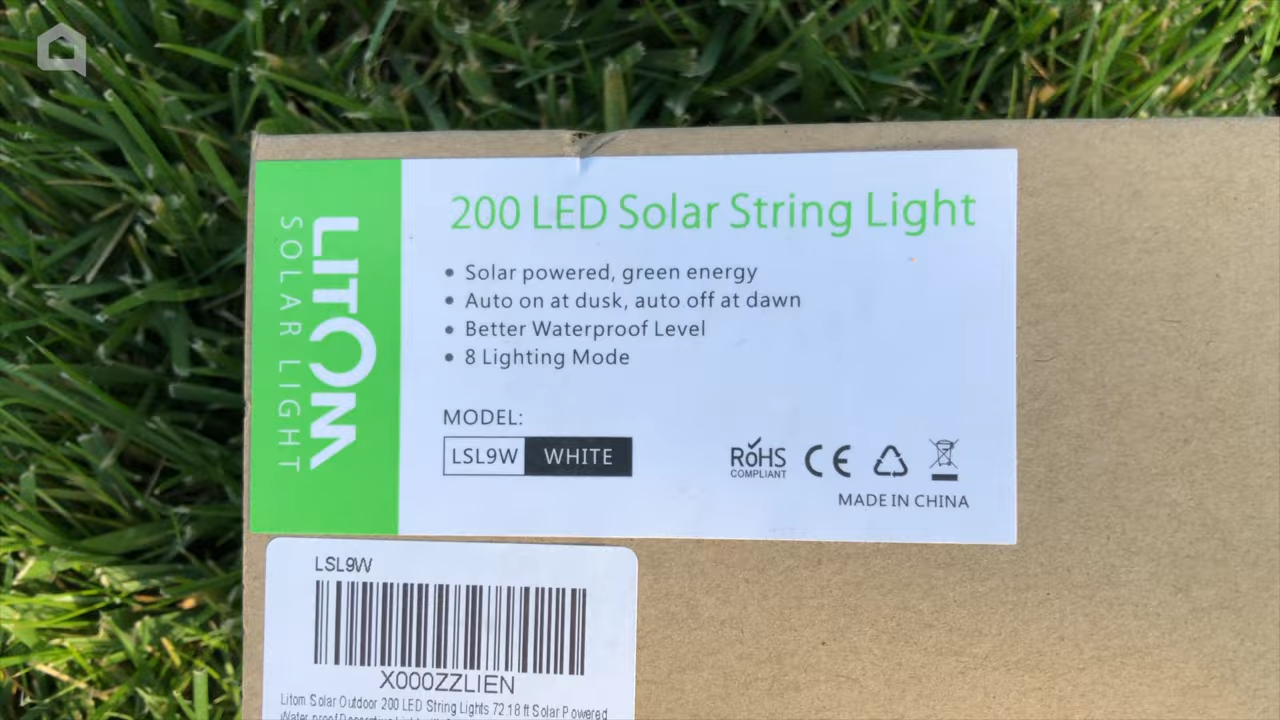 LITOM
SOLAR LIGHT
200 LED Solar String Light
• Solar powered, green energy
• Auto on at dusk, auto off at dawn
• Better Waterproof Level
• 8 Lighting Mode
MODEL:
LSL9W WHITE
RoHS
COMPLIANT
CE
MADE IN CHINA
LSL9W
X000ZZLIEN
Litom Solar Outdoor 200 LED String Lights 72.18 ft Solar Powered